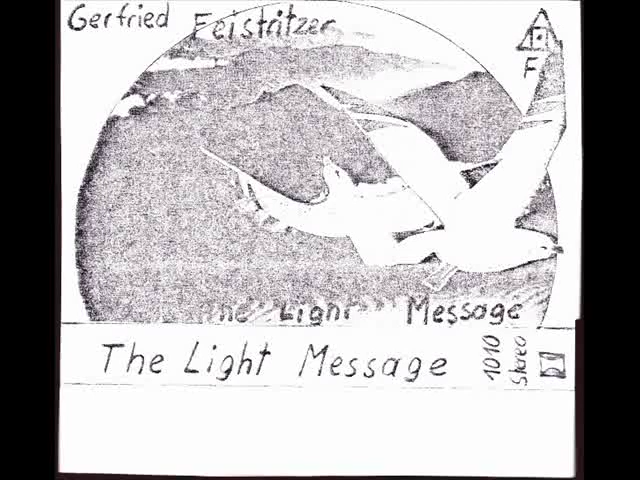 Gerfried Feistritzer
F
F
The Light Message
The Light Message
1010
Stereo